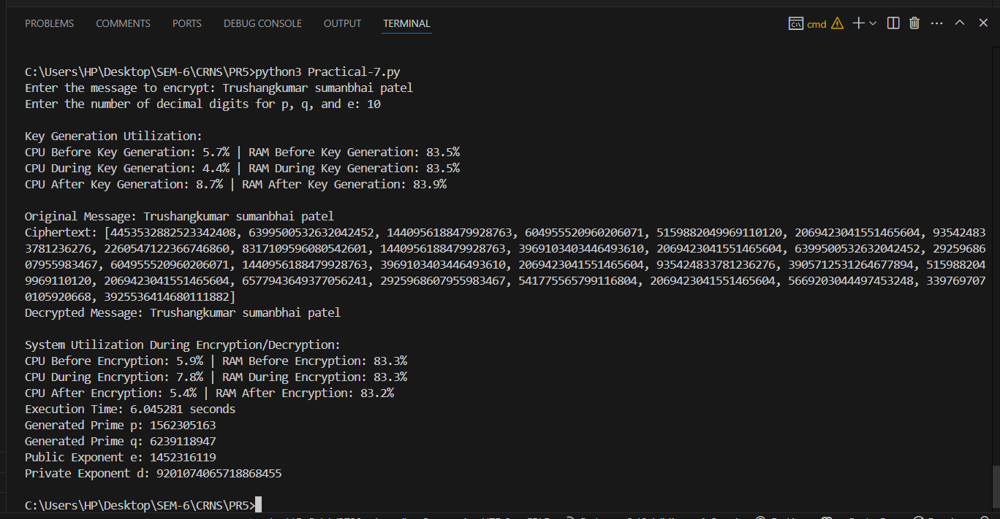 PROBLEMS COMMENTS PORTS DEBUG CONSOLE OUTPUT TERMINAL cmd
C:\Users\HP\Desktop\SEM-6\CRNS\PR5>python3 Practical-7.py
Enter the message to encrypt: Trushangkumar sumanbhai patel
Enter the number of decimal digits for p, q, and e: 10
Key Generation Utilization:
CPU Before Key Generation: 5.7% | RAM Before Key Generation: 83.5%
CPU During Key Generation: 4.4% | RAM During Key Generation: 83.5%
CPU After Key Generation: 8.7% | RAM After Key Generation: 83.9%
Original Message: Trushangkumar sumanbhai patel
Ciphertext: [4453532882523342408, 6399500532632042452, 1440956188479928763, 604955520960206071, 5159882049969110120, 2069423041551465604, 93542483
3781236276, 2260547122366746860, 8317109596080542601, 1440956188479928763, 3969103403446493610, 2069423041551465604, 6399500532632042452, 29259686
07955983467, 604955520960206071, 1440956188479928763, 3969103403446493610, 2069423041551465604, 935424833781236276, 3905712531264677894, 515988204
9969110120, 2069423041551465604, 6577943649377056241, 2925968607955983467, 541775565799116804, 2069423041551465604, 5669203044497453248, 339769707
0105920668, 3925536414680111882]
Decrypted Message: Trushangkumar sumanbhai patel
System Utilization During Encryption/Decryption:
CPU Before Encryption: 5.9% | RAM Before Encryption: 83.3%
CPU During Encryption: 7.8% | RAM During Encryption: 83.3%
CPU After Encryption: 5.4% | RAM After Encryption: 83.2%
Execution Time: 6.045281 seconds
Generated Prime p: 1562305163
Generated Prime q: 6239118947
Public Exponent e: 1452316119
Private Exponent d: 9201074065718868455
C:\Users\HP\Desktop\SEM-6\CRNS\PR5>